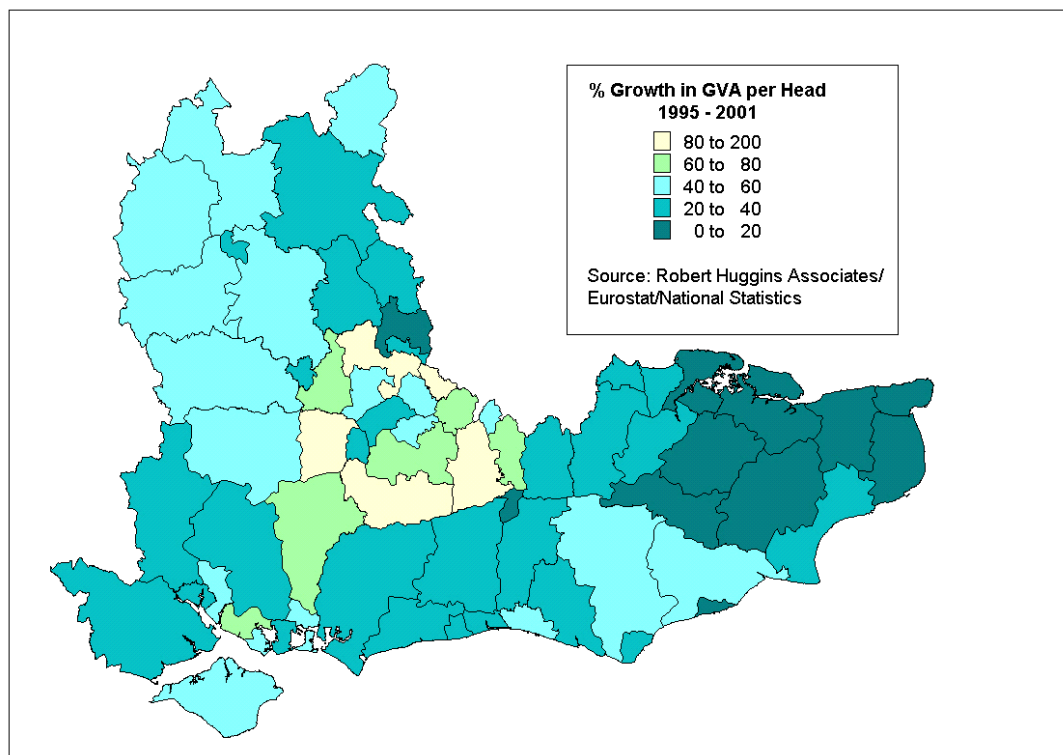 % Growth in GVA per Head
1995 - 2001
80 to 200
60 to 80
40 to 60
20 to 40
0 to 20
Source: Robert Huggins Associates/
Eurostat/National Statistics